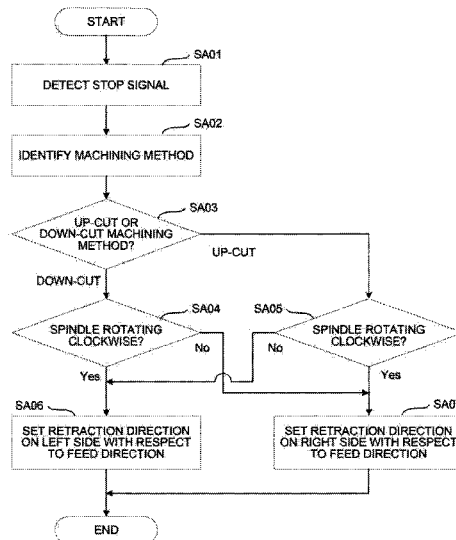 START
SA01
DETECT STOP SIGNAL
SA02
IDENTIFY MACHINING METHOD
SA03
UP-CUT OR
DOWN-CUT MACHINING
METHOD?
UP-CUT
DOWN-CUT
SA04
SPINDLE ROTATING
CLOCKWISE?
No
Yes
SA05
SPINDLE ROTATING
CLOCKWISE?
No
Yes
SA06
SET RETRACTION DIRECTION
ON LEFT SIDE WITH RESPECT
TO FEED DIRECTION
SA0
SET RETRACTION DIRECTION
ON RIGHT SIDE WITH RESPECT
TO FEED DIRECTION
END